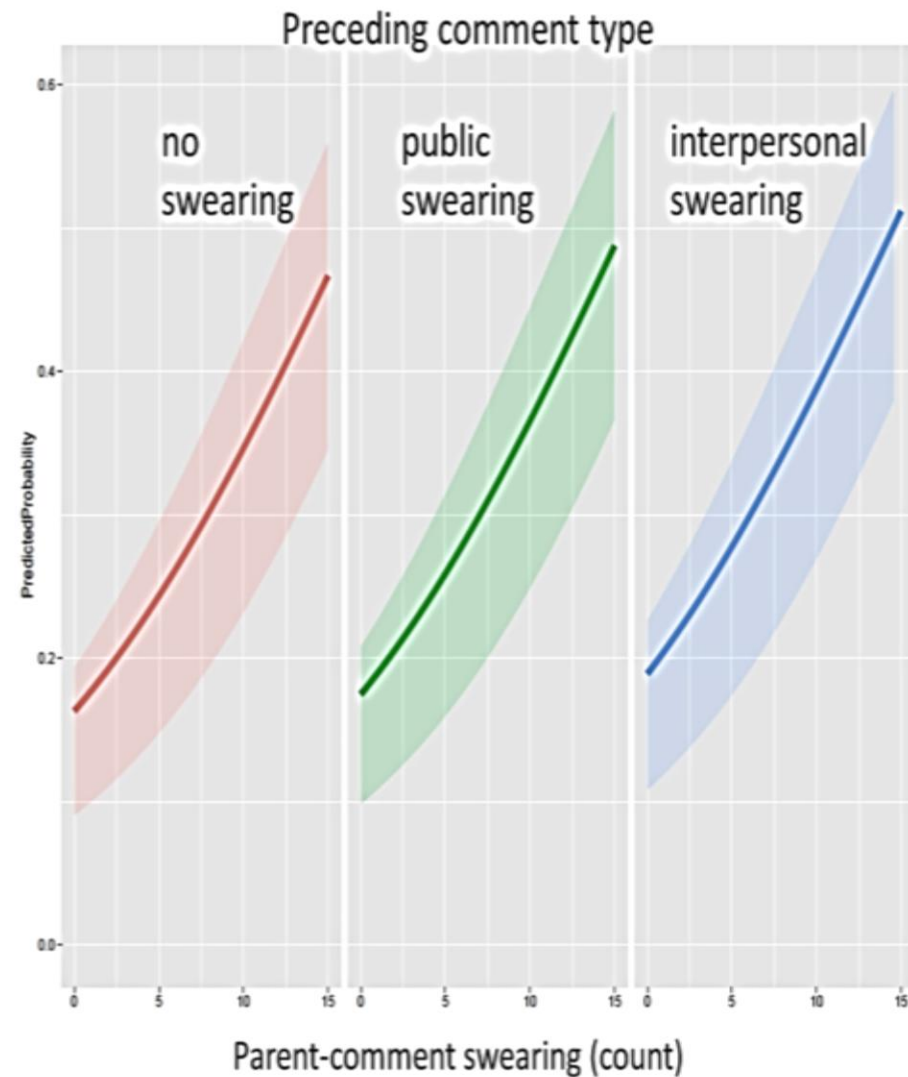 Preceding comment type
no
swearing
public
swearing
interpersonal
swearing
0.6
0.4
0.2
0.0
PredictedProbability
0 5 10 15 0 5 10 15 0 5 10 15
Parent-comment swearing (count)